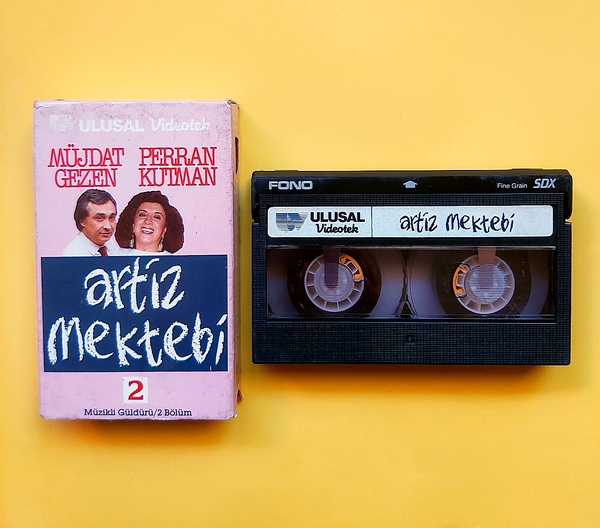 ULUSAL Videotek
MÜJDAT GEZEN
PERRAN KUTMAN
artiz
mektebi
2
Müzikli Güldürü/2 Bölüm
FONO
Fine Grain SDX
ULUSAL
Videotek
artiz mektebi